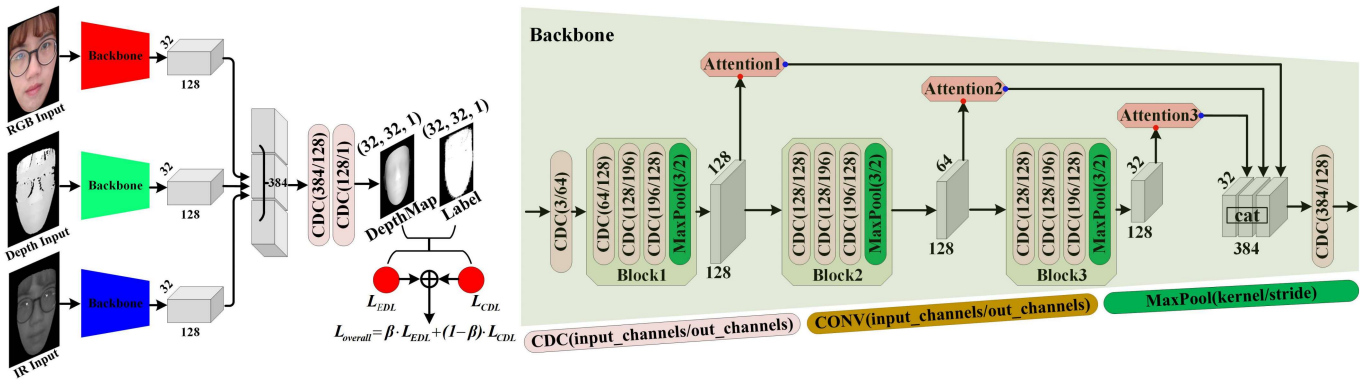 RGB Input
Backbone
32
128
Depth Input
Backbone
32
128
IR Input
Backbone
32
128
384
CDC(384/128)
CDC(128/1)
(32, 32, 1)
(32, 32, 1)
DepthMap
Label
L_EDL
L_CDL
L_overall=β·L_EDL+(1−β)·L_CDL
Backbone
Attention1
Attention2
Attention3
CDC(3/64)
CDC(64/128)
CDC(128/196)
CDC(196/128)
MaxPool(3/2)
Block1
128
128
CDC(128/128)
CDC(128/196)
CDC(196/128)
MaxPool(3/2)
Block2
64
128
CDC(128/128)
CDC(128/196)
CDC(196/128)
MaxPool(3/2)
Block3
32
128
32
cat
384
CDC(384/128)
CDC(input_channels/out_channels)
CONV(input_channels/out_channels)
MaxPool(kernel/stride)